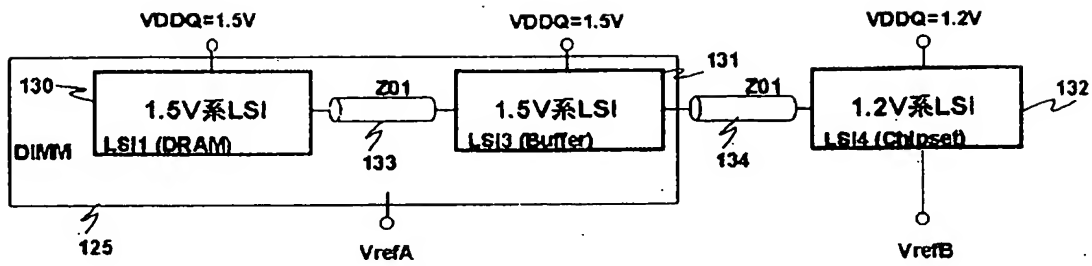 VDDQ=1.5V
VDDQ=1.5V
VDDQ=1.2V
130
131
132
1.5V系LSI
LSI1 (DRAM)
Z01
133
1.5V系LSI
LSI3 (Buffer)
Z01
134
1.2V系LSI
LSI4 (Chipset)
DIMM
125
VrefA
VrefB